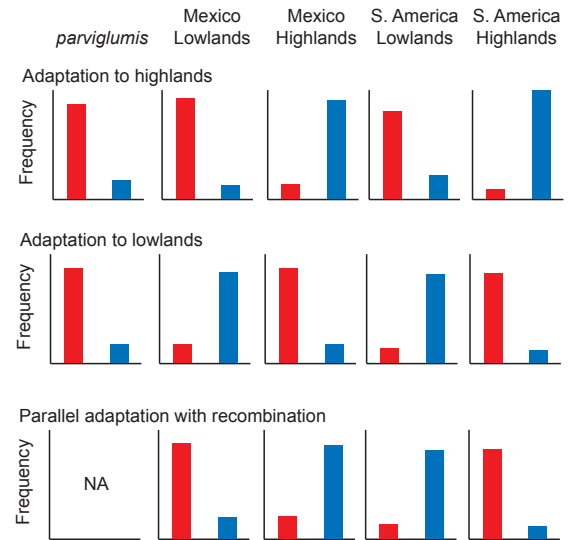 parviglumis
Mexico
Lowlands
Mexico
Highlands
S. America
Lowlands
S. America
Highlands
Adaptation to highlands
Frequency
Adaptation to lowlands
Frequency
Parallel adaptation with recombination
Frequency
NA